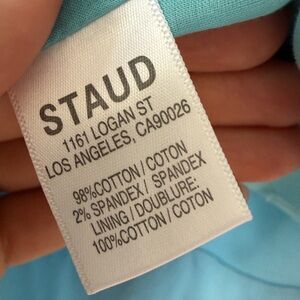 STAUD
1161 LOGAN ST
LOS ANGELES, CA90026
98%COTTON / COTON
2% SPANDEX / SPANDEX
LINING / DOUBLURE:
100%COTTON / COTON